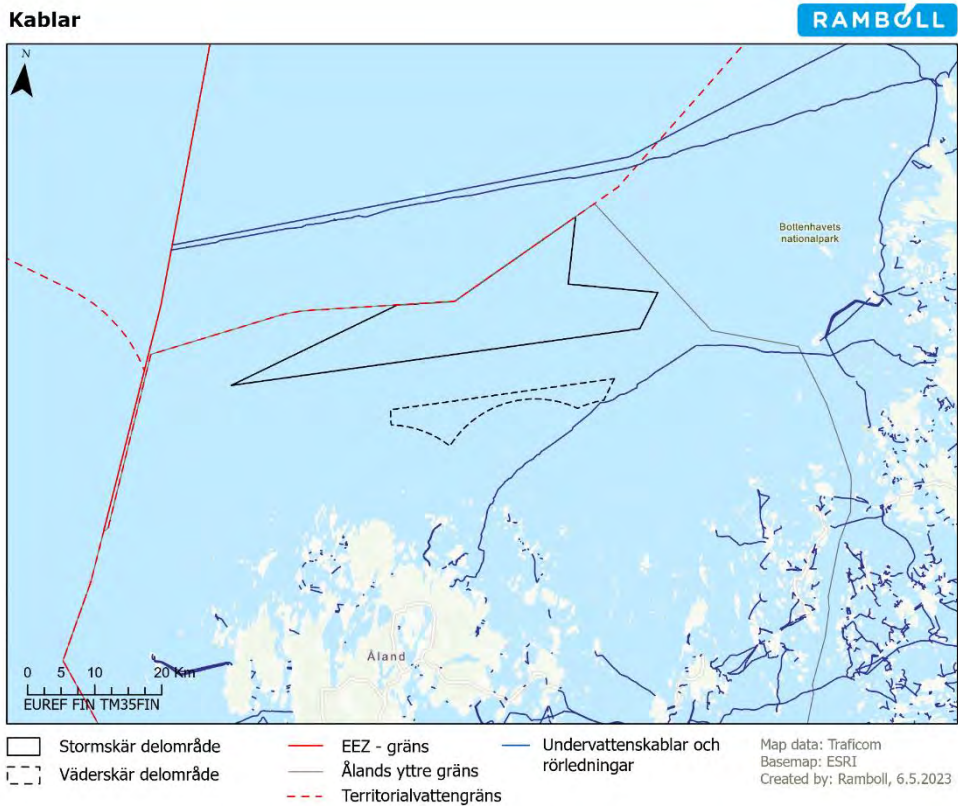 Kablar
RAMBOLL
N
Bottenhavets
nationalpark
Åland
0 5 10 20 Km
EUREF FIN TM35FIN
Stormskär delområde
Väderskär delområde
EEZ - gräns
Ålands yttre gräns
Territorialvattengräns
Undervattenskablar och
rörledningar
Map data: Traficom
Basemap: ESRI
Created by: Ramboll, 6.5.2023